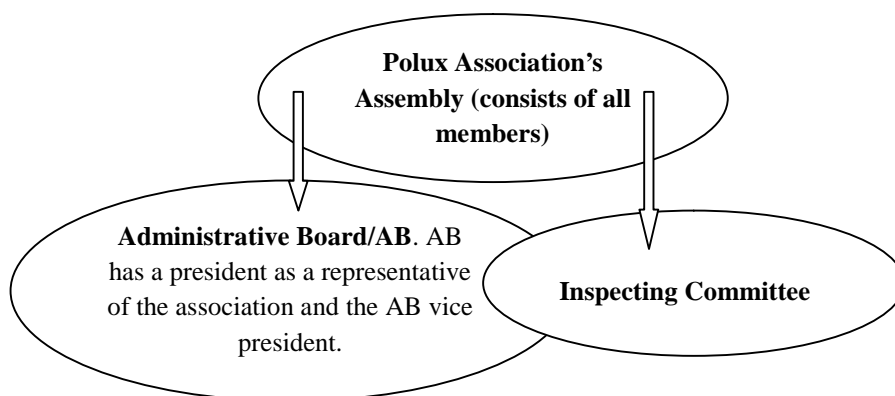 Polux Association's
Assembly (consists of all
members)
Administrative Board/AB. AB
has a president as a representative
of the association and the AB vice
president.
Inspecting Committee